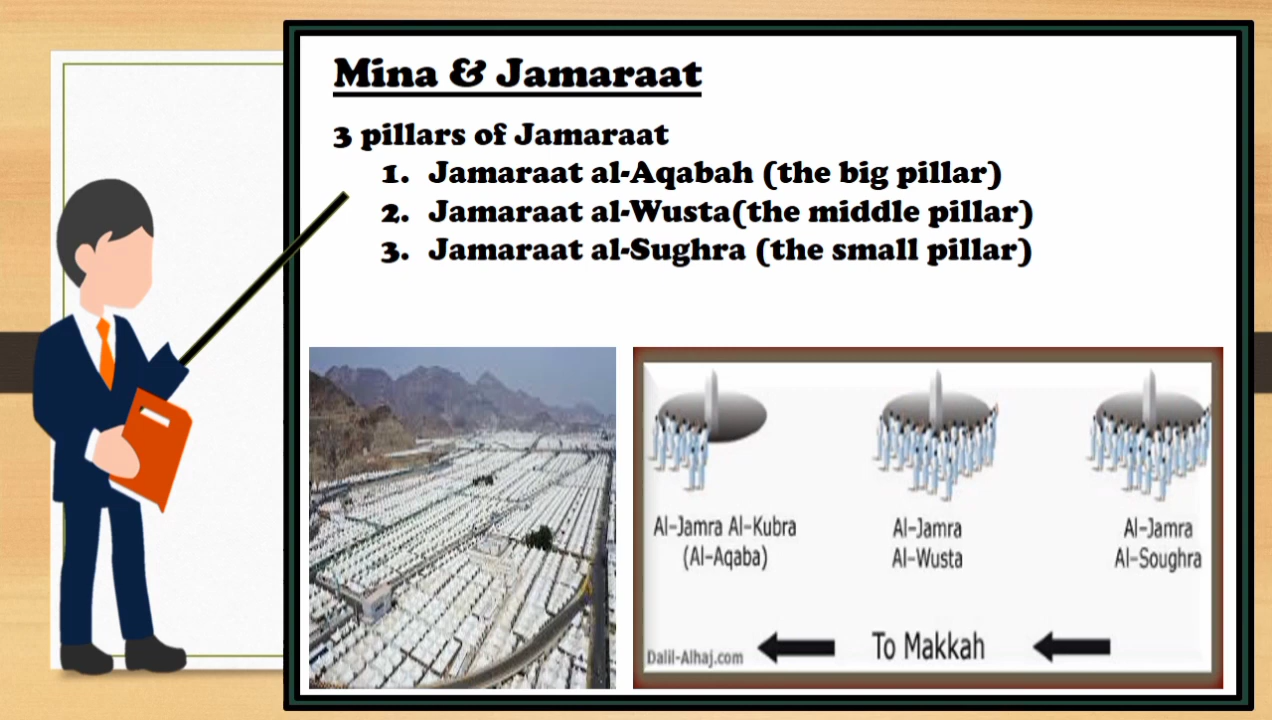 Mina & Jamaraat
3 pillars of Jamaraat
1. Jamaraat al-Aqabah (the big pillar)
2. Jamaraat al-Wusta(the middle pillar)
3. Jamaraat al-Sughra (the small pillar)
Al-Jamra Al-Kubra
(Al-Aqaba)
Al-Jamra
Al-Wusta
Al-Jamra
Al-Soughra
To Makkah
Dalil-Alhaj.com